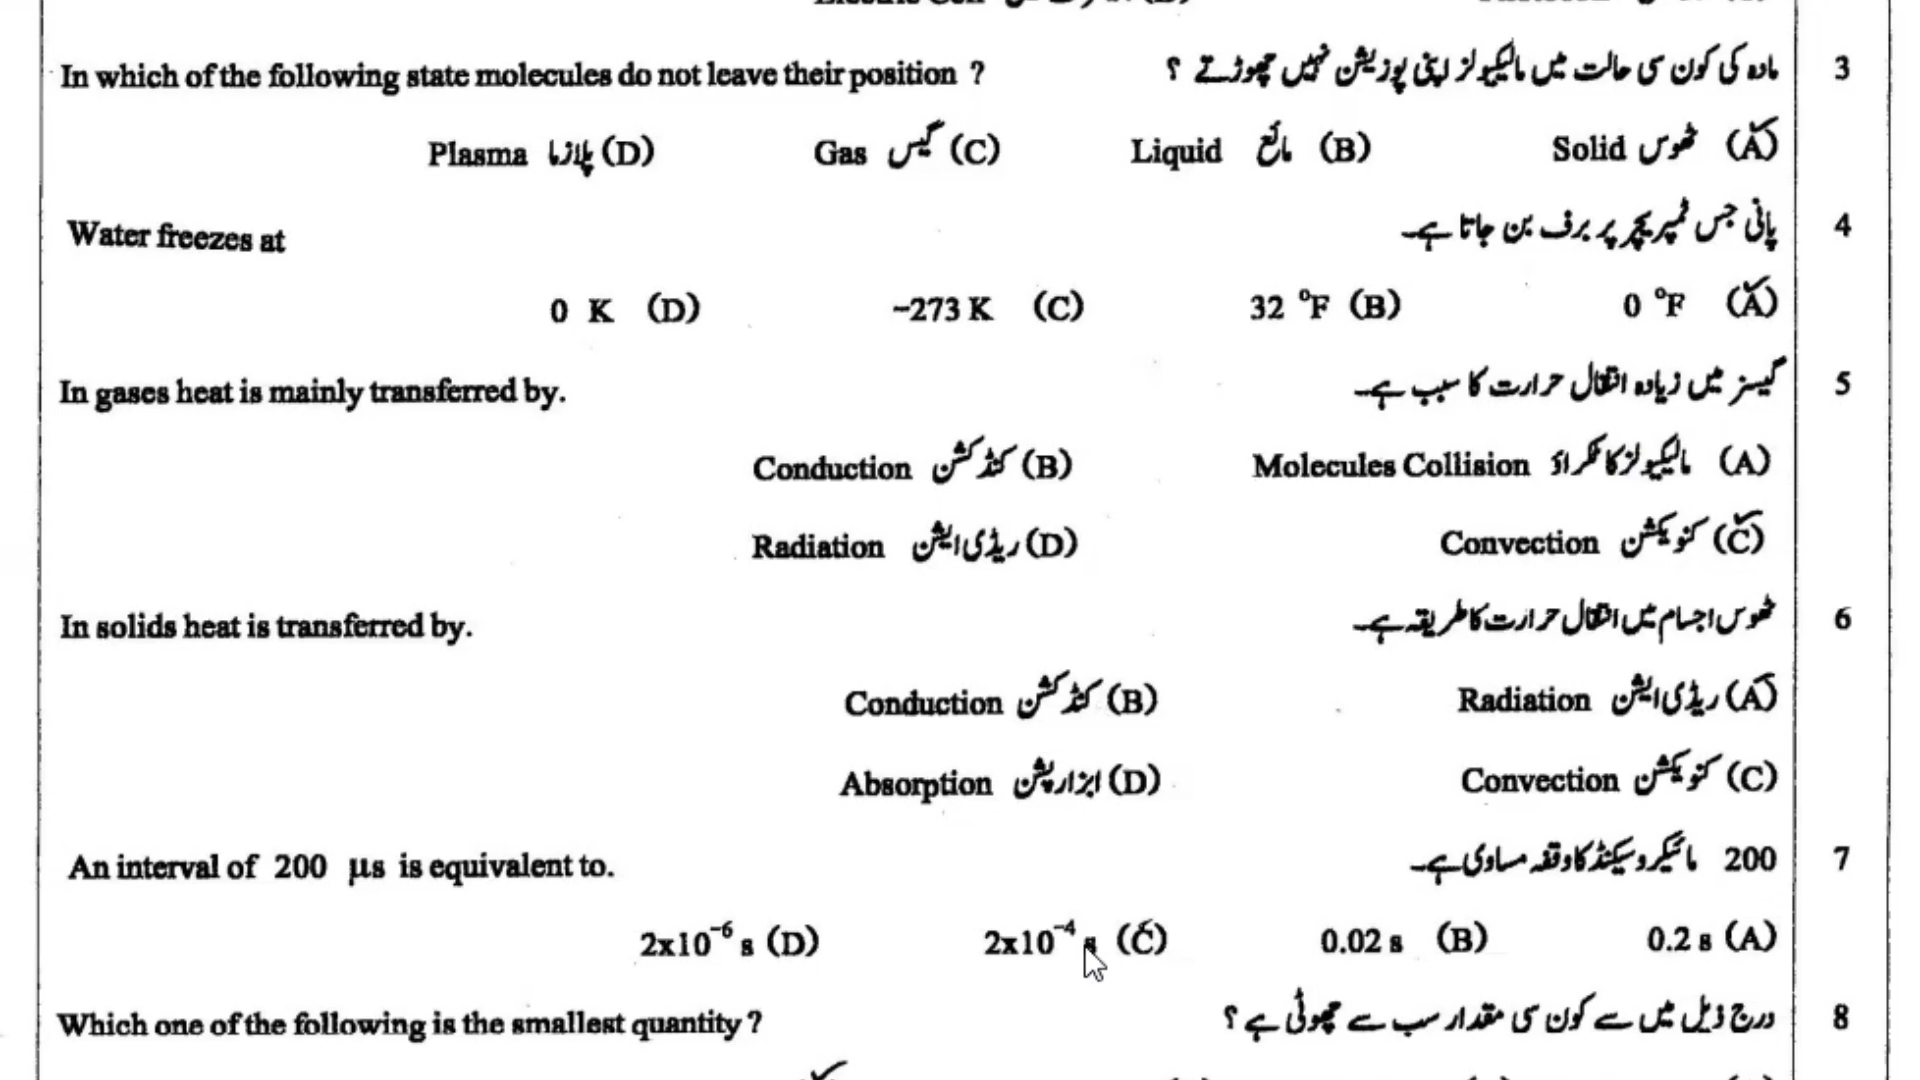 In which of the following state molecules do not leave their position ? مادہ کی کون سی حالت میں مالیکیولز اپنی پوزیشن نہیں چھوڑتے ؟ 3
(A) ٹھوس Solid (B) مائع Liquid (C) گیس Gas (D) پلازما Plasma
Water freezes at پانی جس ٹمپریچر پر برف بن جاتا ہے۔ 4
(A) 0 °F (B) 32 °F (C) -273 K (D) 0 K
In gases heat is mainly transferred by. گیسز میں زیادہ انتقال حرارت کا سبب ہے۔ 5
(A) مالیکیولز کا ٹکراؤ Molecules Collision (B) کنڈکشن Conduction
(C) کنویکشن Convection (D) ریڈی ایشن Radiation
In solids heat is transferred by. ٹھوس اجسام میں انتقال حرارت کا طریقہ ہے۔ 6
(A) ریڈی ایشن Radiation (B) کنڈکشن Conduction
(C) کنویکشن Convection (D) ابزارپشن Absorption
An interval of 200 μs is equivalent to. 200 مائیکروسیکنڈ کا وقفہ مساوی ہے۔ 7
(A) 0.2 s (B) 0.02 s (C) 2x10⁻⁴ s (D) 2x10⁻⁶ s
Which one of the following is the smallest quantity ? درج ذیل میں سے کون سی مقدار سب سے چھوٹی ہے ؟ 8